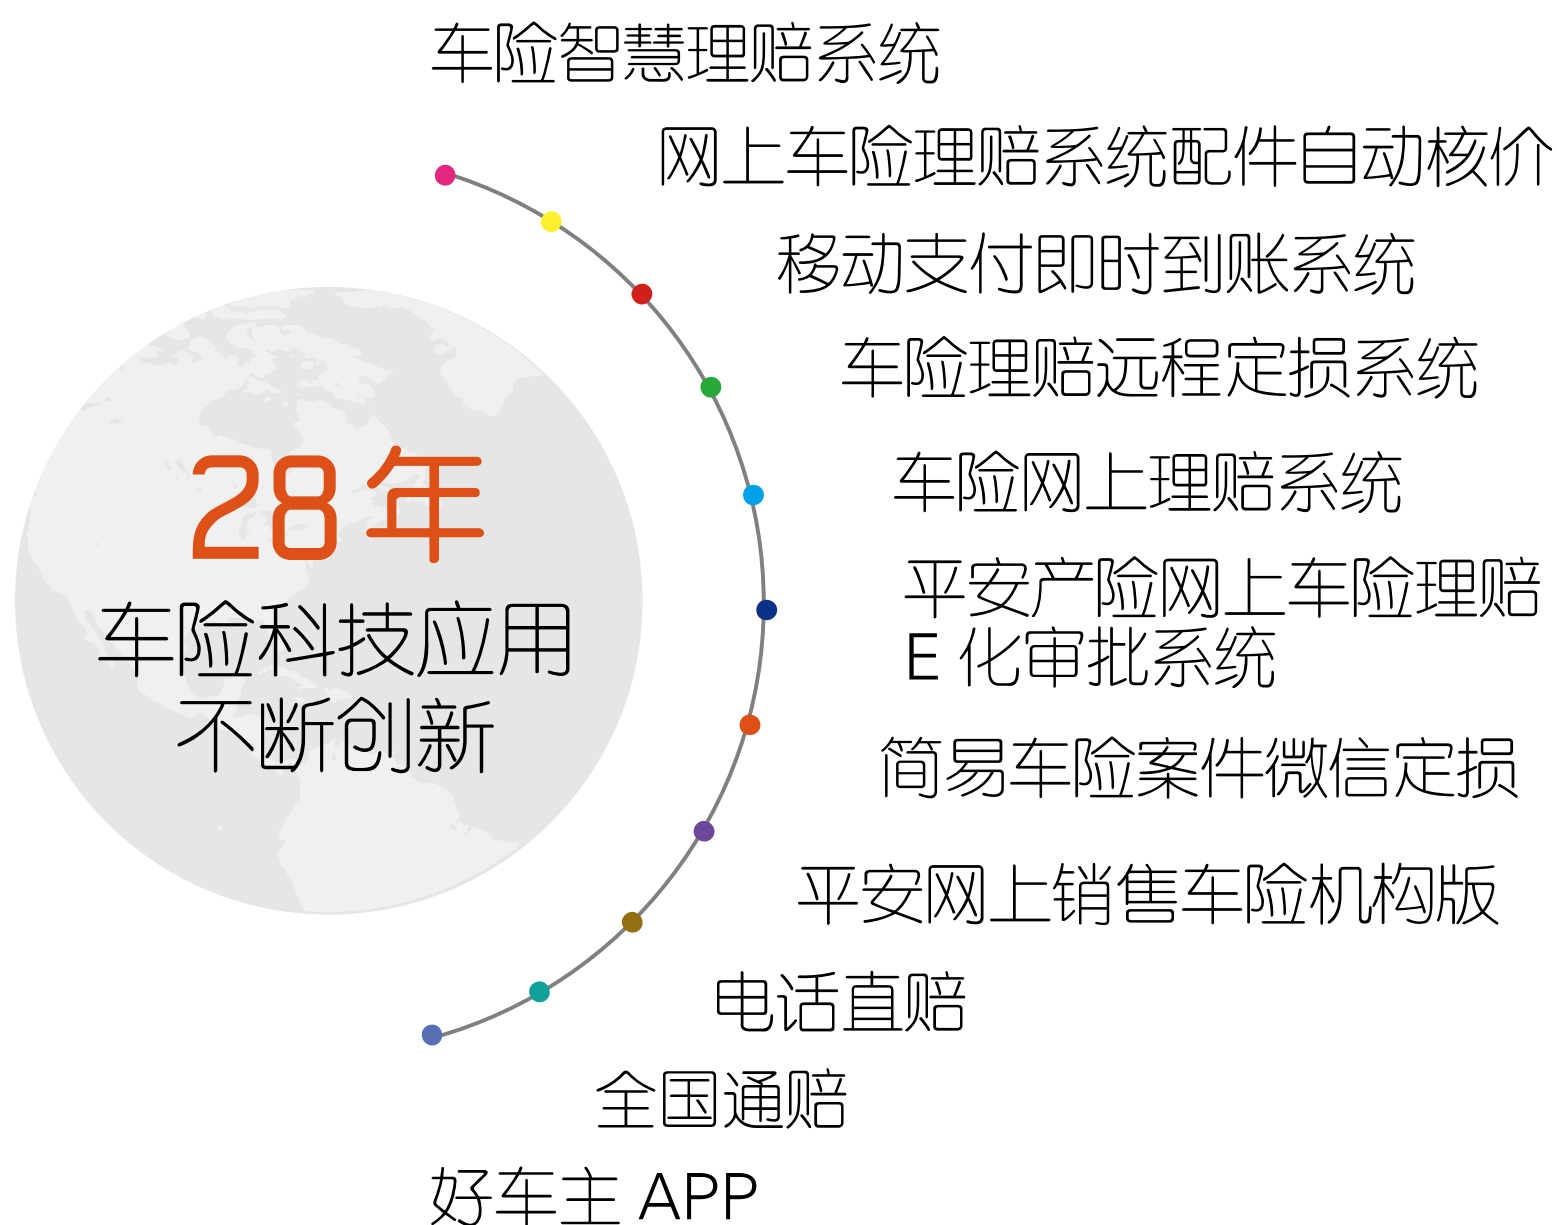 车险智慧理赔系统
网上车险理赔系统配件自动核价
移动支付即时到账系统
车险理赔远程定损系统
28年
车险科技应用
不断创新
车险网上理赔系统
平安产险网上车险理赔
E 化审批系统
简易车险案件微信定损
平安网上销售车险机构版
电话直赔
全国通赔
好车主 APP